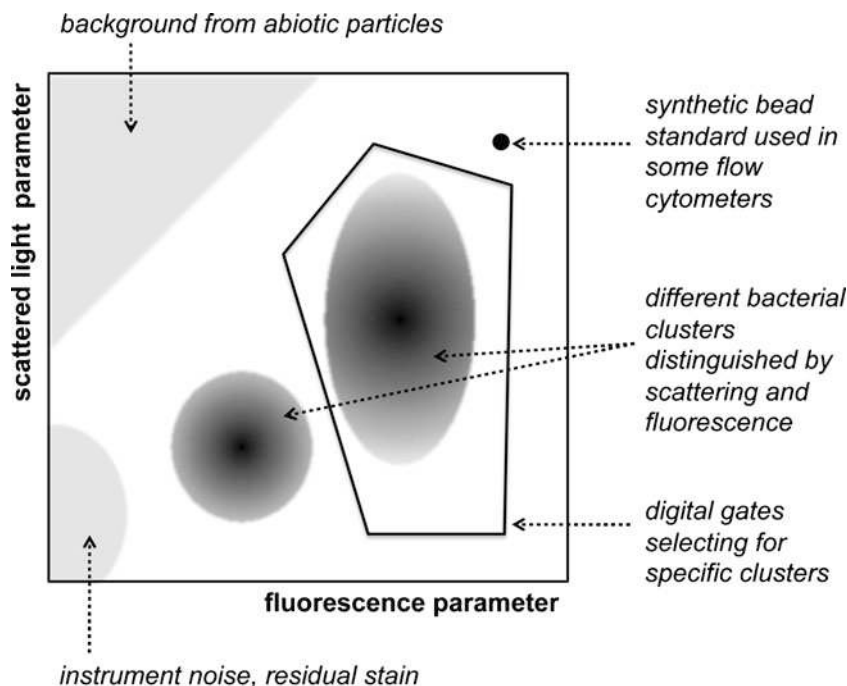 background from abiotic particles
scattered light parameter
synthetic bead
standard used in
some flow
cytometers
different bacterial
clusters
distinguished by
scattering and
fluorescence
digital gates
selecting for
specific clusters
fluorescence parameter
instrument noise, residual stain